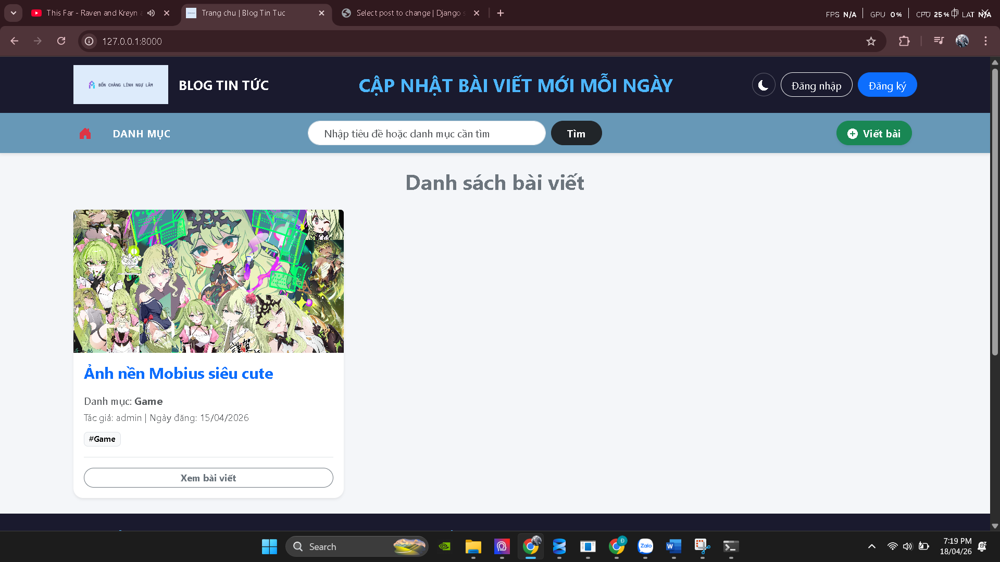 This Far - Raven and Kreyn
Trang chu | Blog Tin Tuc
Select post to change | Django
FPS N/A GPU 0% CPU 25% LAT N/A
127.0.0.1:8000
BỐN CHÀNG LÍNH NGỰ LÂM
BLOG TIN TỨC
CẬP NHẬT BÀI VIẾT MỚI MỖI NGÀY
Đăng nhập
Đăng ký
DANH MỤC
Nhập tiêu đề hoặc danh mục cần tìm
Tìm
Viết bài
Danh sách bài viết
Ảnh nền Mobius siêu cute
Danh mục: Game
Tác giả: admin | Ngày đăng: 15/04/2026
#Game
Xem bài viết
Search
Zalo
7:19 PM
18/04/26